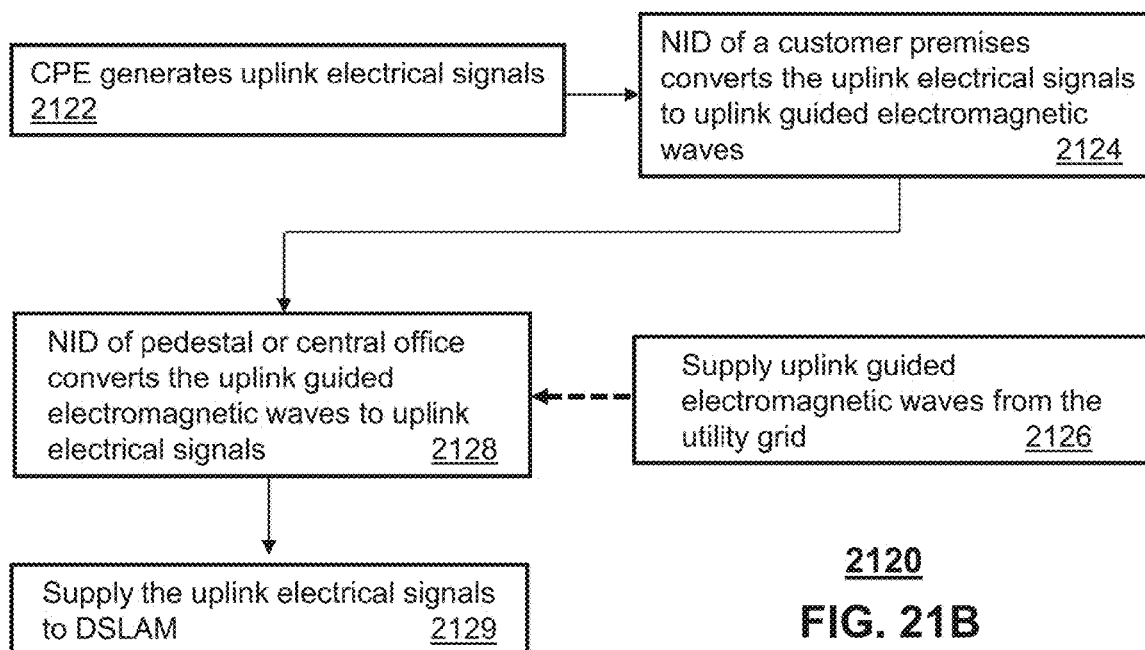 CPE generates uplink electrical signals
2122
NID of a customer premises
converts the uplink electrical signals
to uplink guided electromagnetic
waves 2124
NID of pedestal or central office
converts the uplink guided
electromagnetic waves to uplink
electrical signals 2128
Supply uplink guided
electromagnetic waves from the
utility grid 2126
Supply the uplink electrical signals
to DSLAM 2129
2120
FIG. 21B